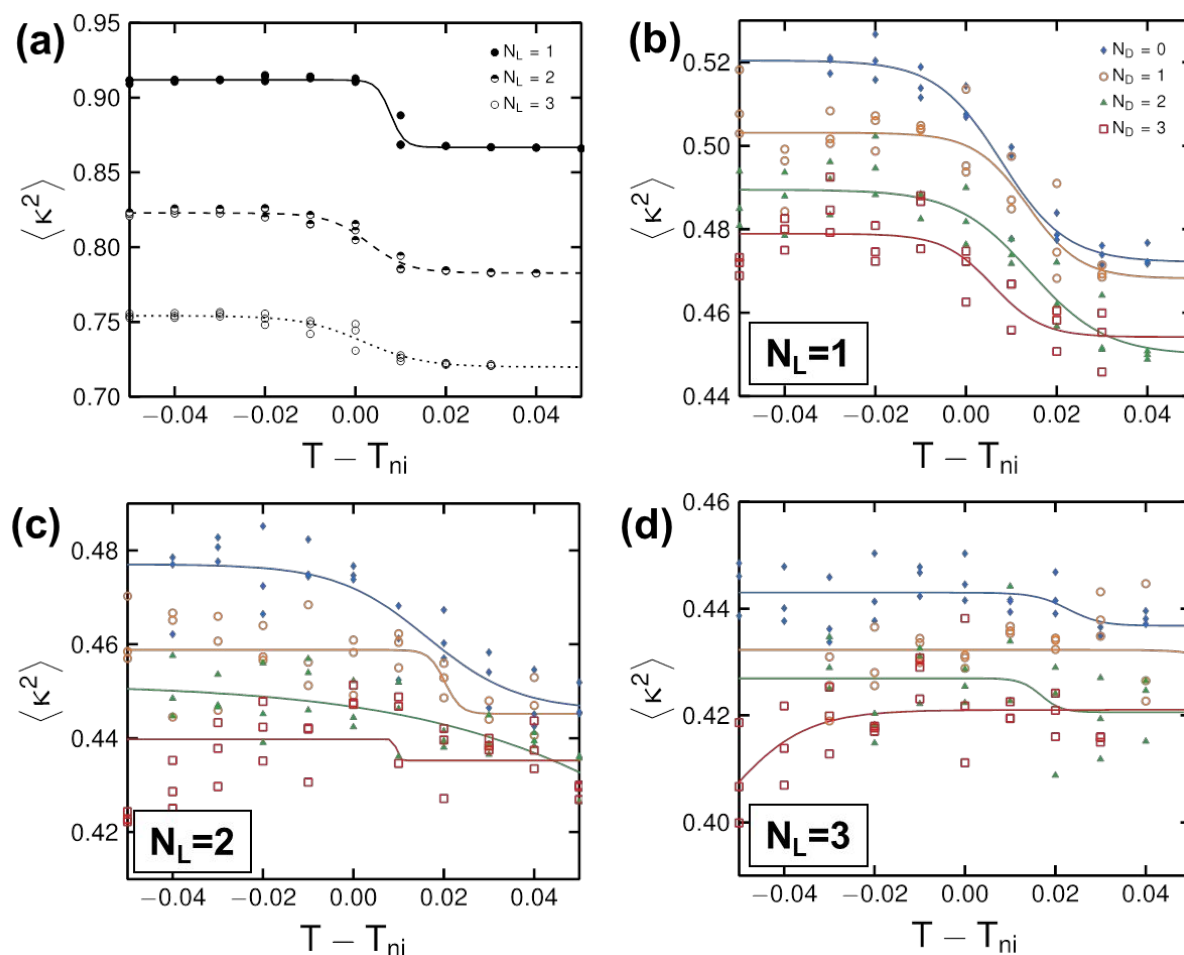 (a)
0.95
0.90
0.85
0.80
0.75
0.70
⟨κ²⟩
N_L = 1
N_L = 2
N_L = 3
−0.04 −0.02 0.00 0.02 0.04
T − T_ni
(b)
0.52
0.50
0.48
0.46
0.44
⟨κ²⟩
N_D = 0
N_D = 1
N_D = 2
N_D = 3
N_L=1
−0.04 −0.02 0.00 0.02 0.04
T − T_ni
(c)
0.48
0.46
0.44
0.42
⟨κ²⟩
N_L=2
−0.04 −0.02 0.00 0.02 0.04
T − T_ni
(d)
0.46
0.44
0.42
0.40
⟨κ²⟩
N_L=3
−0.04 −0.02 0.00 0.02 0.04
T − T_ni